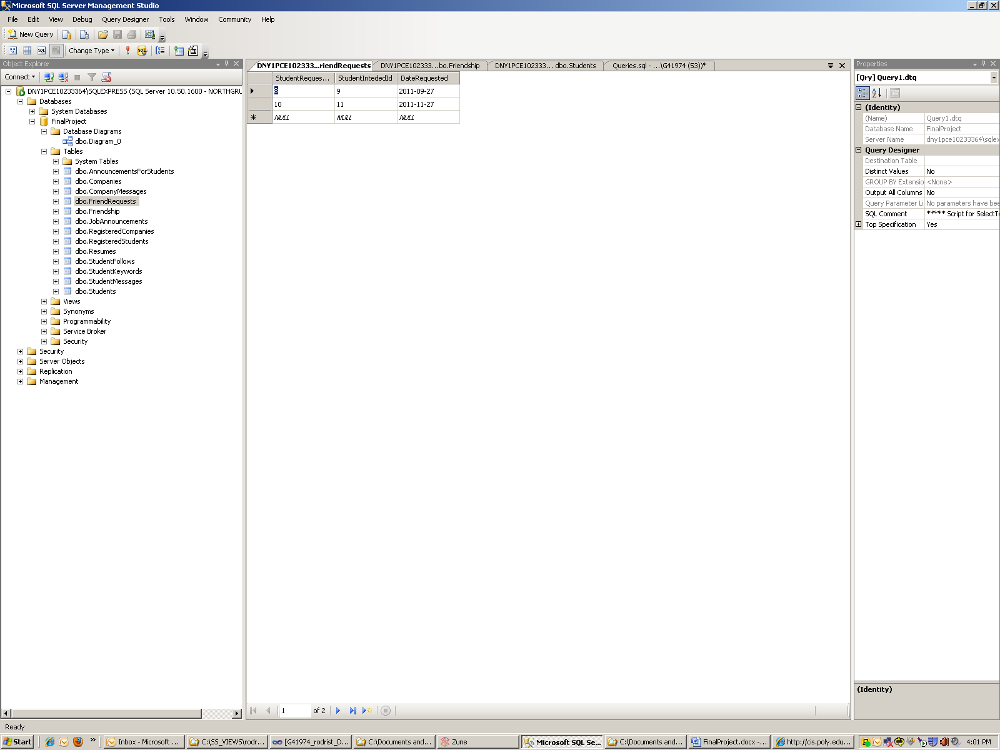 Microsoft SQL Server Management Studio
File Edit View Debug Query Designer Tools Window Community Help
New Query
Change Type
Object Explorer
Connect
DNY1PCE10233364\SQLEXPRESS (SQL Server 10.50.1600 - NORTHGRU
Databases
System Databases
FinalProject
Database Diagrams
dbo.Diagram_0
Tables
System Tables
dbo.AnnouncementsForStudents
dbo.Companies
dbo.CompanyMessages
dbo.FriendRequests
dbo.Friendship
dbo.JobAnnouncements
dbo.RegisteredCompanies
dbo.RegisteredStudents
dbo.Resumes
dbo.StudentFollows
dbo.StudentKeywords
dbo.StudentMessages
dbo.Students
Views
Synonyms
Programmability
Service Broker
Security
Security
Server Objects
Replication
Management
DNY1PCE102333...riendRequests DNY1PCE102333...bo.Friendship DNY1PCE102333... dbo.Students Queries.sql - ...\G41974 (53))*
StudentReques... StudentIntededId DateRequested
8 9 2011-09-27
10 11 2011-11-27
NULL NULL NULL
1 of 2
Properties
[Qry] Query1.dtq
(Identity)
(Name) Query1.dtq
Database Name FinalProject
Server Name dny1pce10233364\sqlex
Query Designer
Destination Table
Distinct Values No
GROUP BY Extensio <None>
Output All Columns No
Query Parameter Li No parameters have bee
SQL Comment ***** Script for SelectTo
Top Specification Yes
(Identity)
Ready
Start » Inbox - Microsoft ... C:\SS_VIEWS\rodr... [G41974_rodrist_D... C:\Documents and... Zune Microsoft SQL Se... C:\Documents and... FinalProject.docx -... http://cis.poly.edu... 4:01 PM